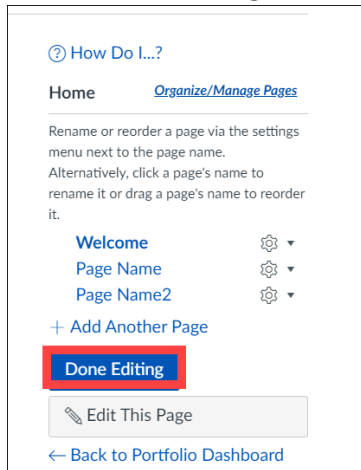 How Do I...?
Home Organize/Manage Pages
Rename or reorder a page via the settings
menu next to the page name.
Alternatively, click a page's name to
rename it or drag a page's name to reorder
it.
Welcome
Page Name
Page Name2
+ Add Another Page
Done Editing
Edit This Page
← Back to Portfolio Dashboard